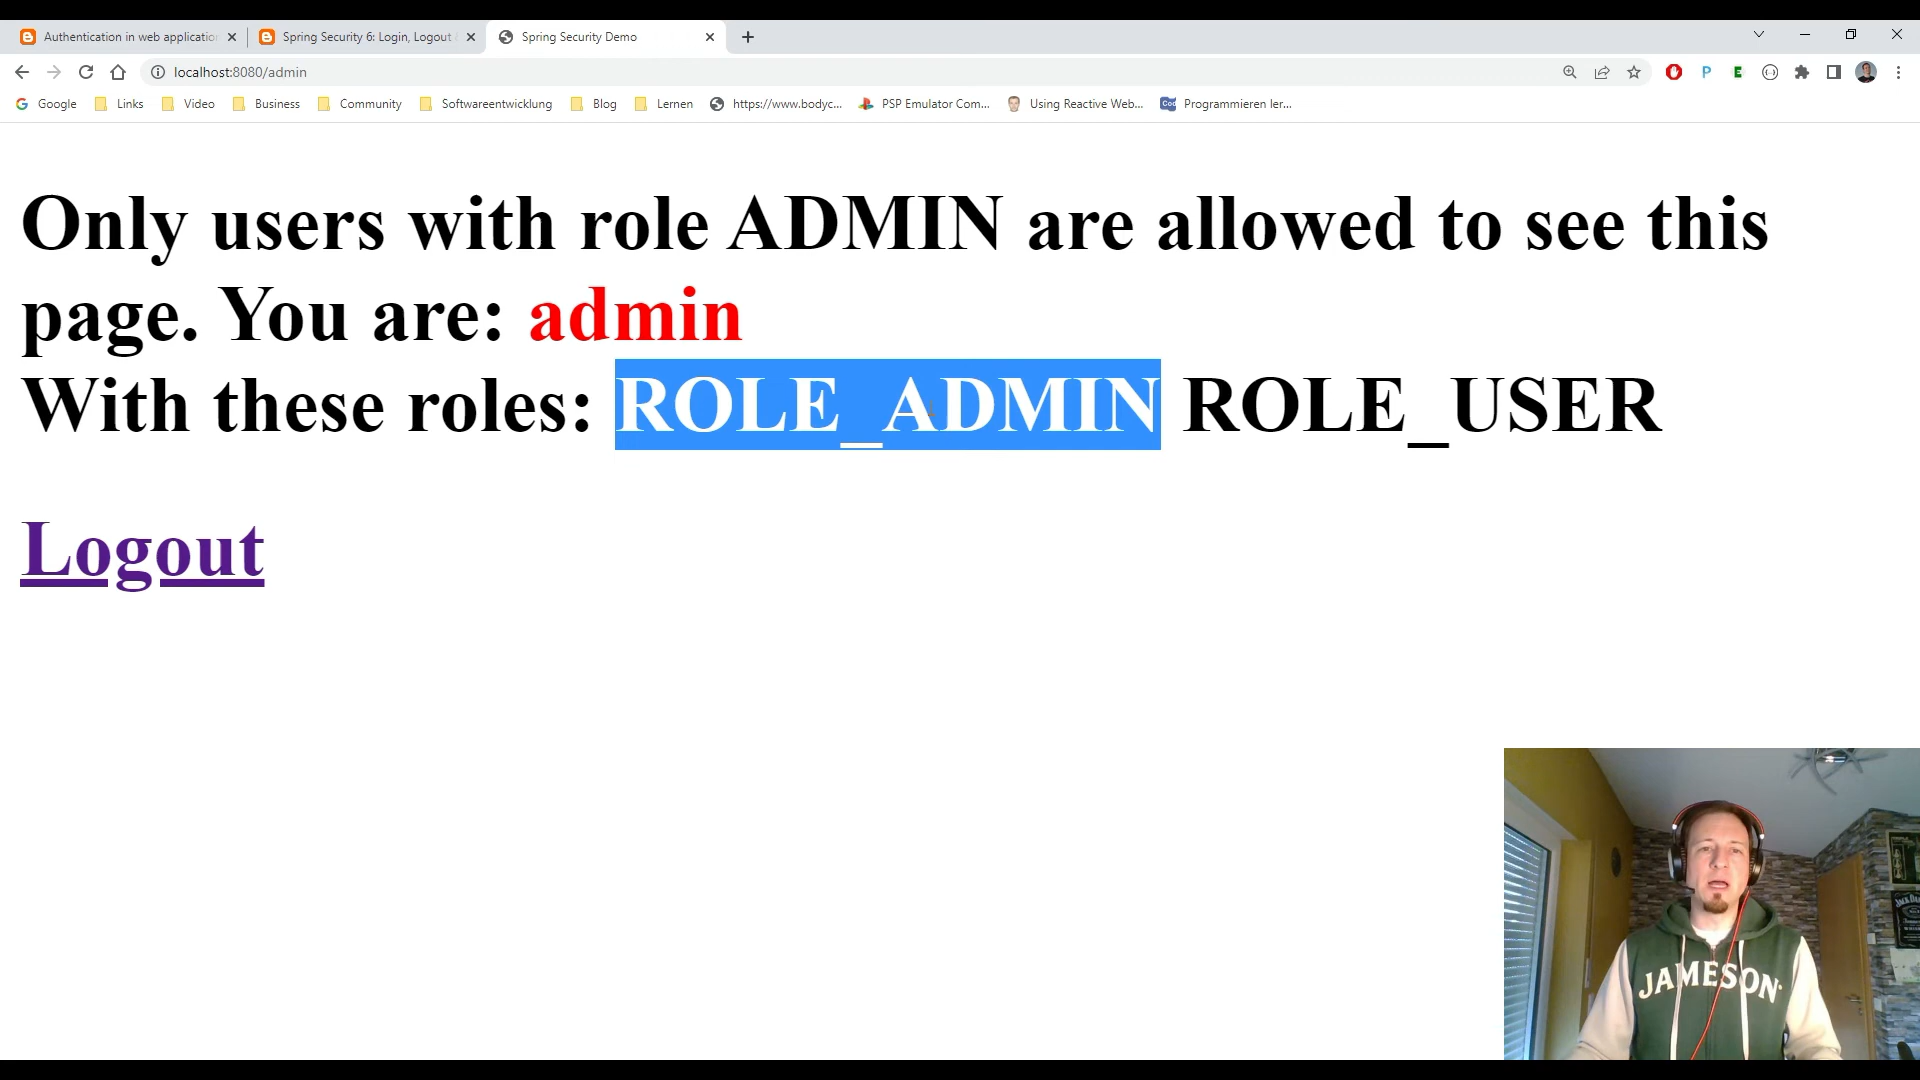 Authentication in web applicatio
Spring Security 6: Login, Logout
Spring Security Demo
localhost:8080/admin
Google
Links
Video
Business
Community
Softwareentwicklung
Blog
Lernen
https://www.bodyc...
PSP Emulator Com...
Using Reactive Web...
Programmieren ler...
Only users with role ADMIN are allowed to see this
page. You are: admin
With these roles: ROLE_ADMIN ROLE_USER
Logout
JAMESON